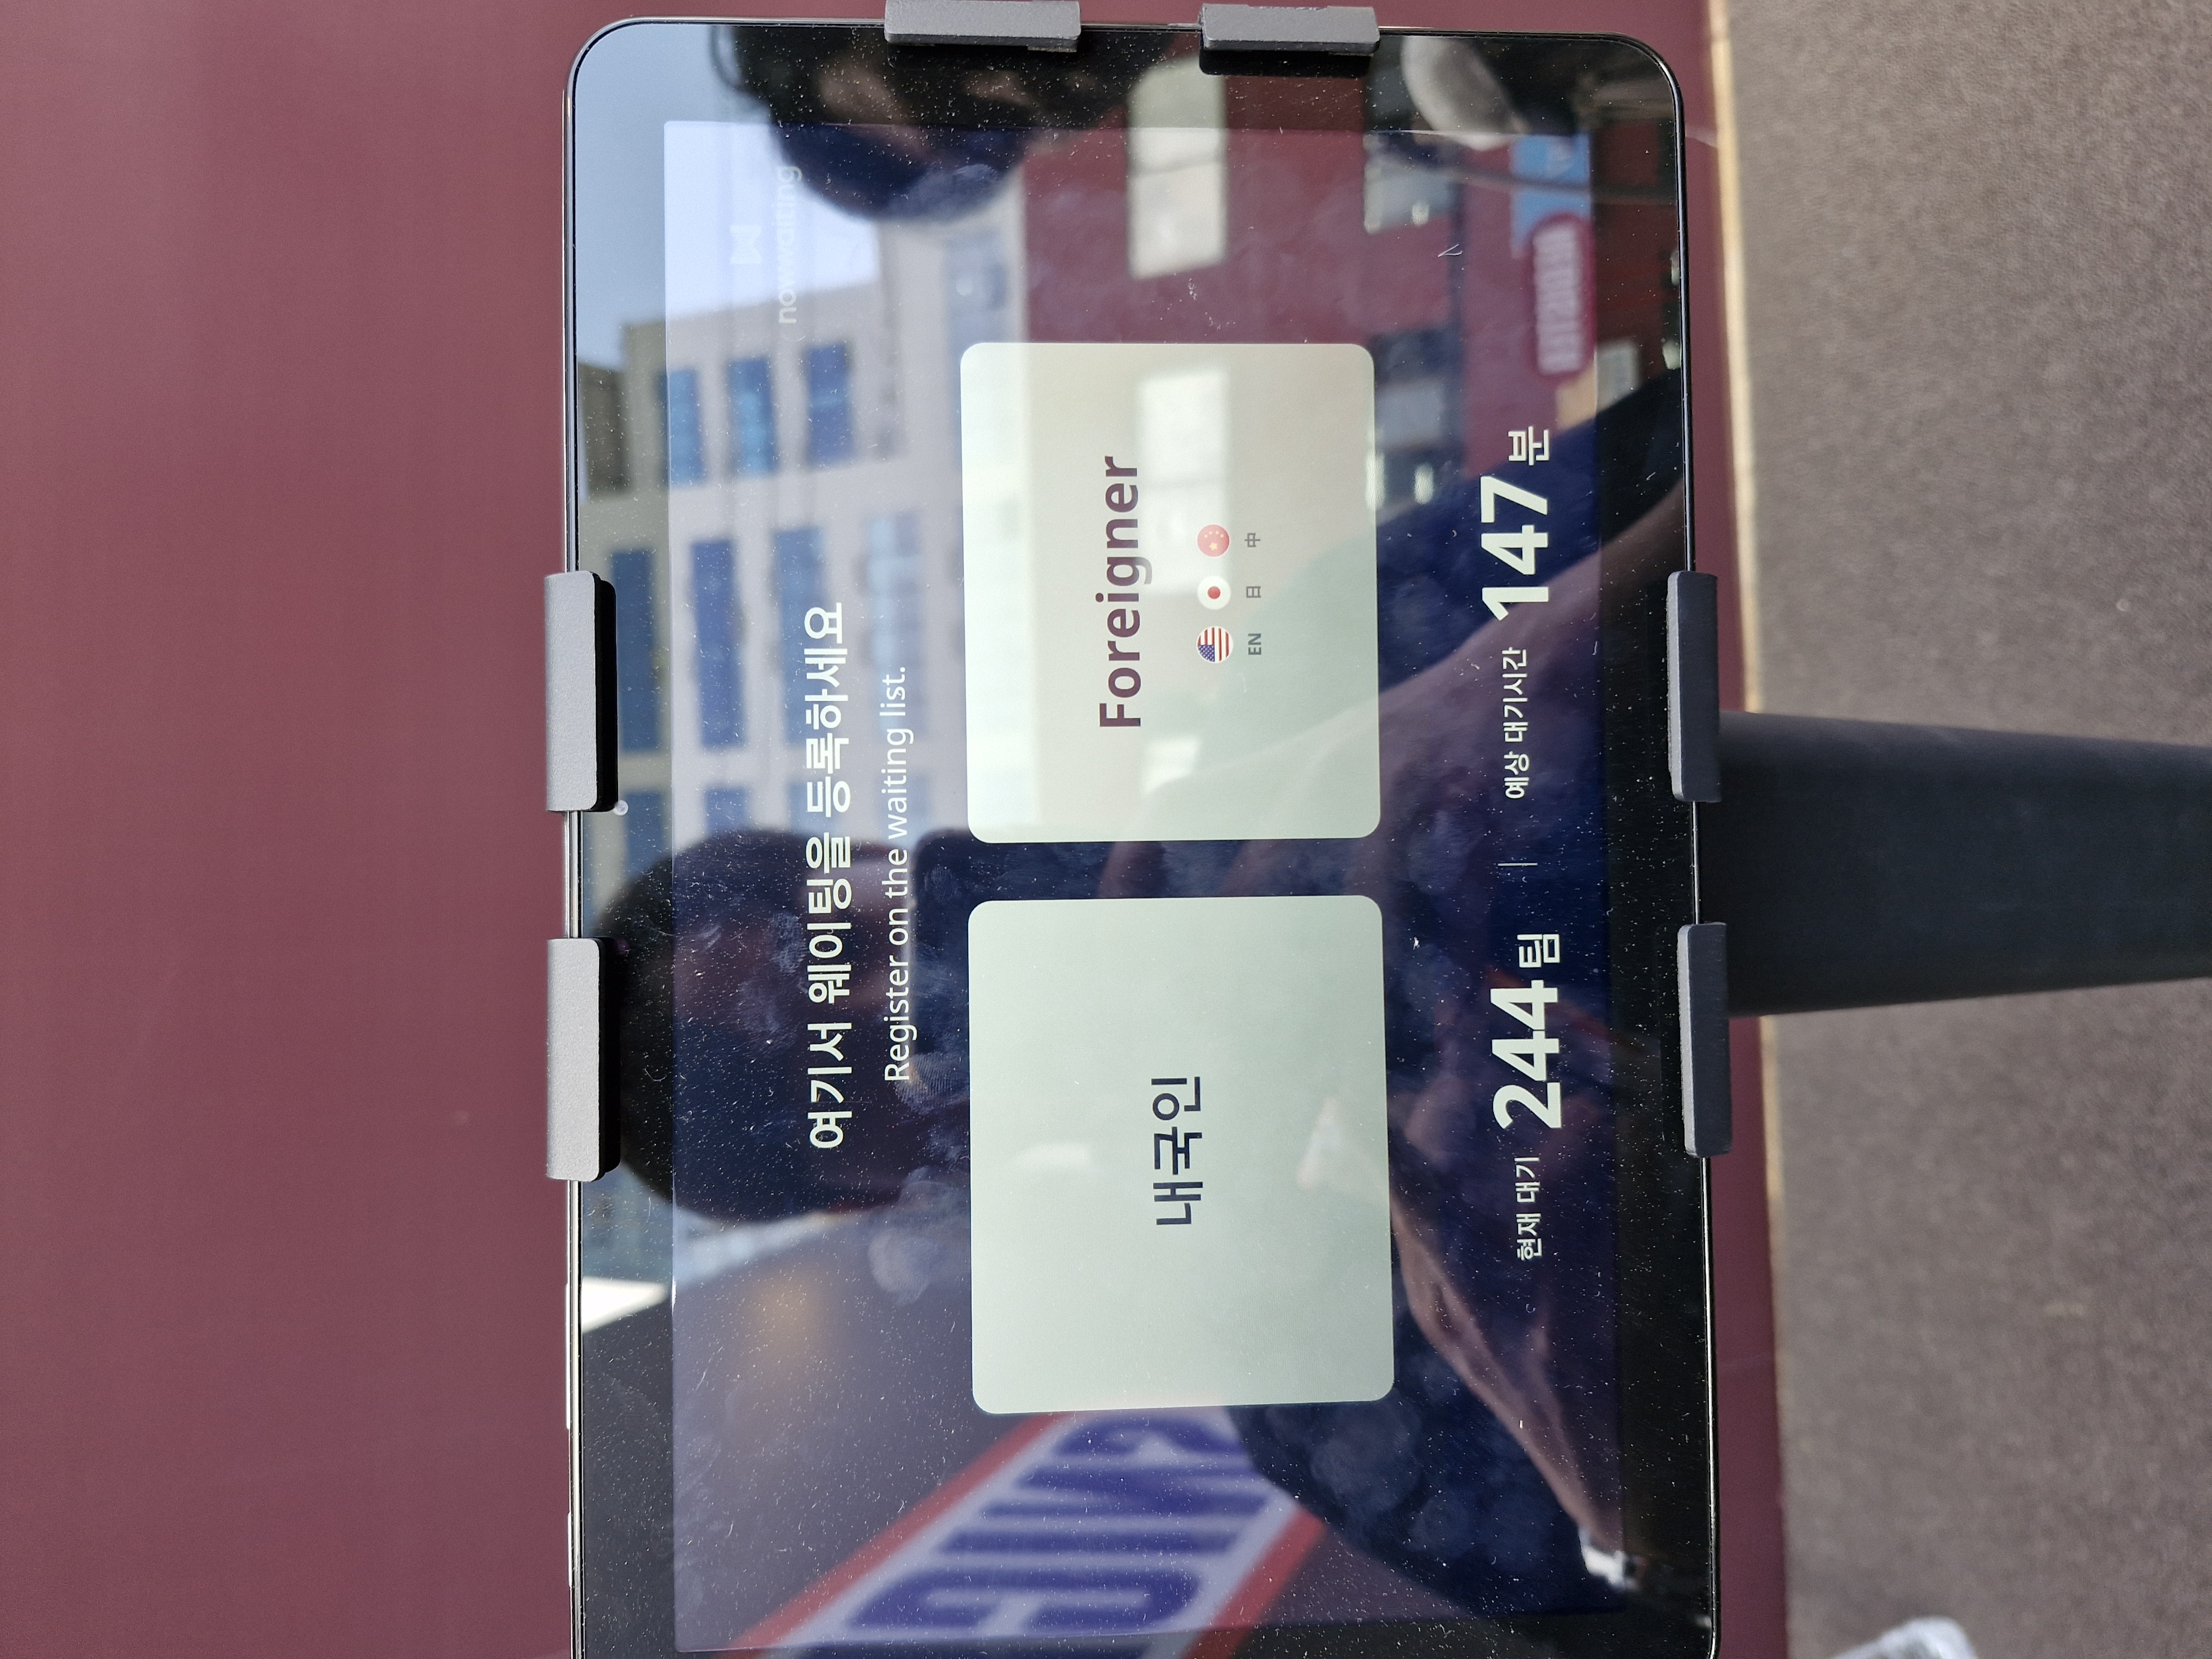 nowwaiting
여기서 웨이팅을 등록하세요
Register on the waiting list.
내국인
Foreigner
EN 日 中
현재 대기 244 팀 | 예상 대기시간 147 분